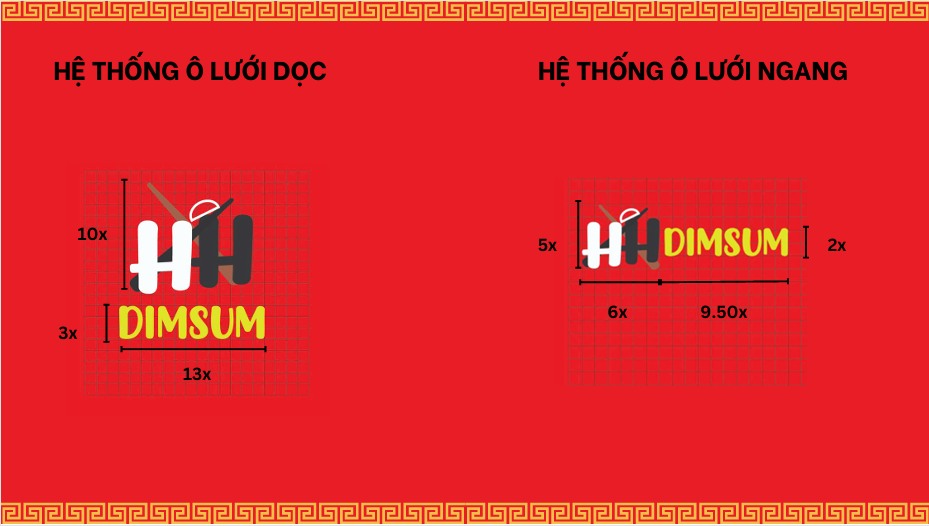 HỆ THỐNG Ô LƯỚI DỌC
10x
HH
DIMSUM
3x
13x
HỆ THỐNG Ô LƯỚI NGANG
5x
HH DIMSUM
2x
6x
9.50x